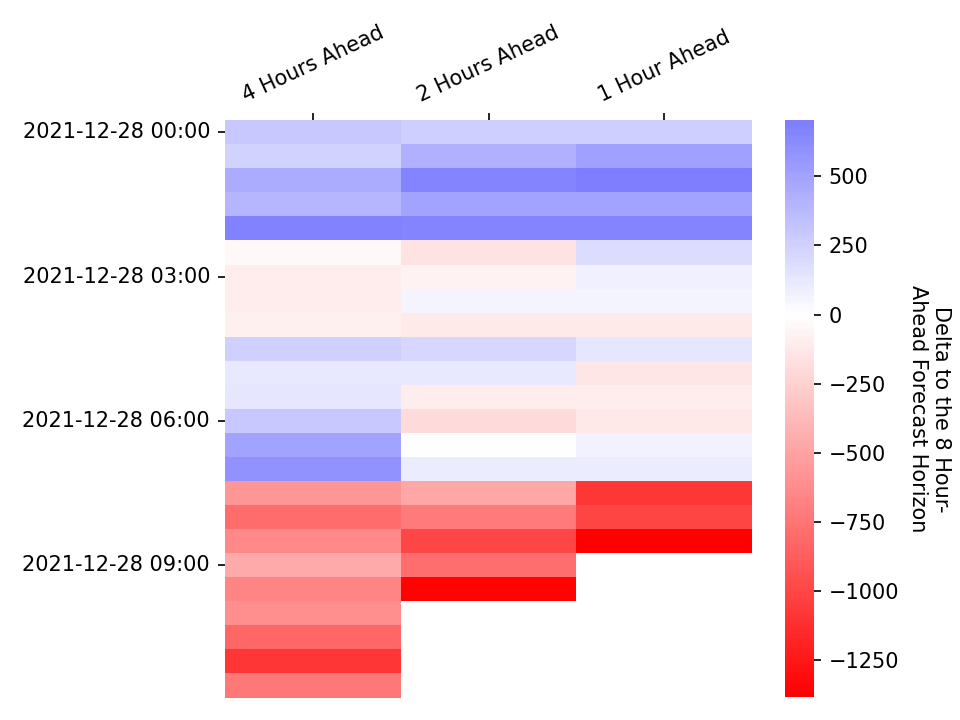 4 Hours Ahead
2 Hours Ahead
1 Hour Ahead
2021-12-28 00:00
2021-12-28 03:00
2021-12-28 06:00
2021-12-28 09:00
500
250
0
−250
−500
−750
−1000
−1250
Delta to the 8 Hour-
Ahead Forecast Horizon